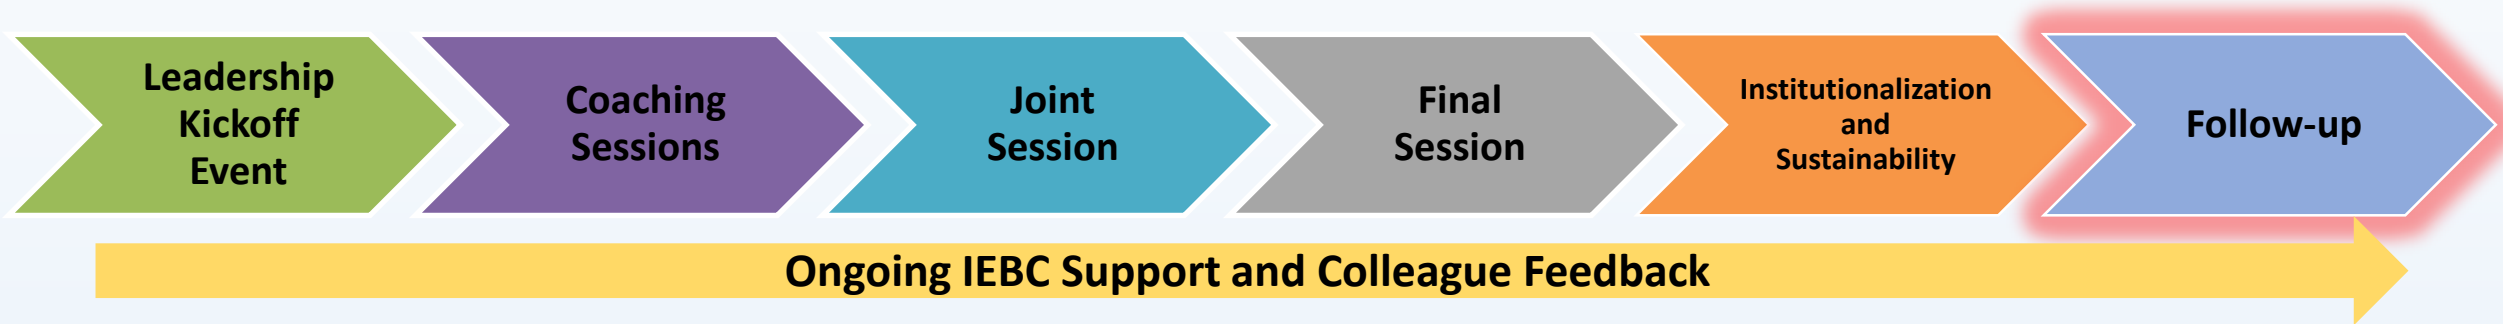 Leadership
Kickoff
Event
Coaching
Sessions
Joint
Session
Final
Session
Institutionalization
and
Sustainability
Follow-up
Ongoing IEBC Support and Colleague Feedback